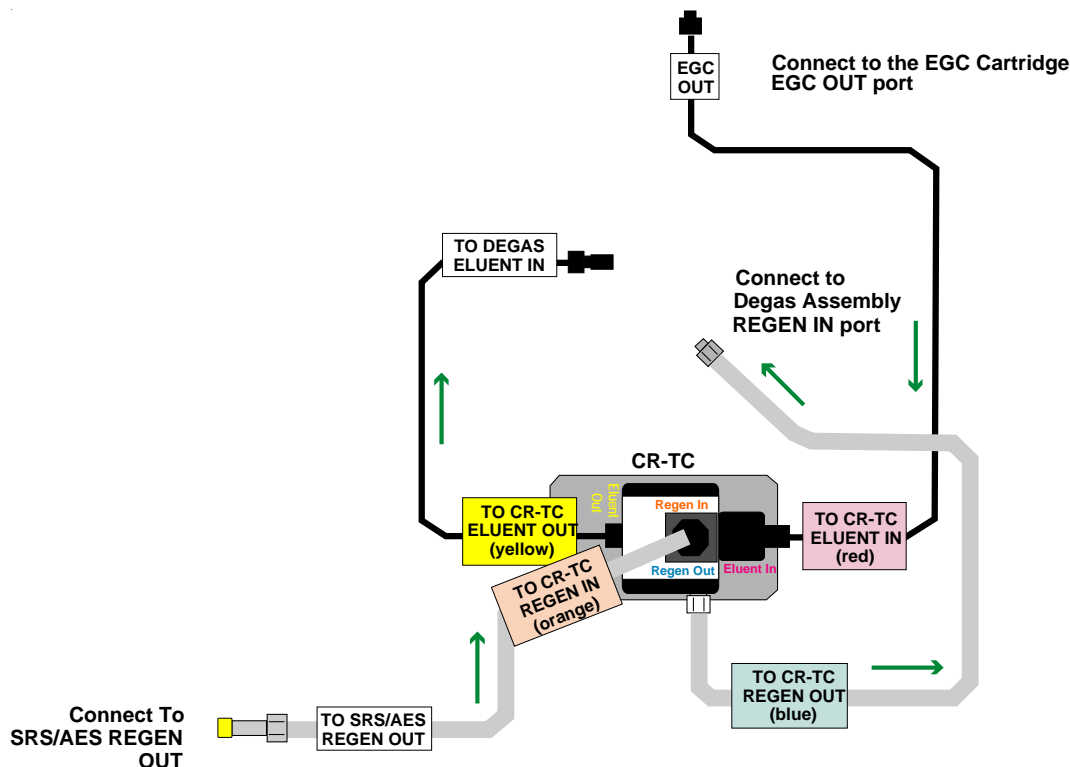 EGC
OUT
Connect to the EGC Cartridge
EGC OUT port
TO DEGAS
ELUENT IN
Connect to
Degas Assembly
REGEN IN port
CR-TC
TO CR-TC
ELUENT OUT
(yellow)
Eluent
Out
Regen In
Regen Out
Eluent In
TO CR-TC
ELUENT IN
(red)
TO CR-TC
REGEN IN
(orange)
TO CR-TC
REGEN OUT
(blue)
Connect To
SRS/AES REGEN
OUT
TO SRS/AES
REGEN OUT